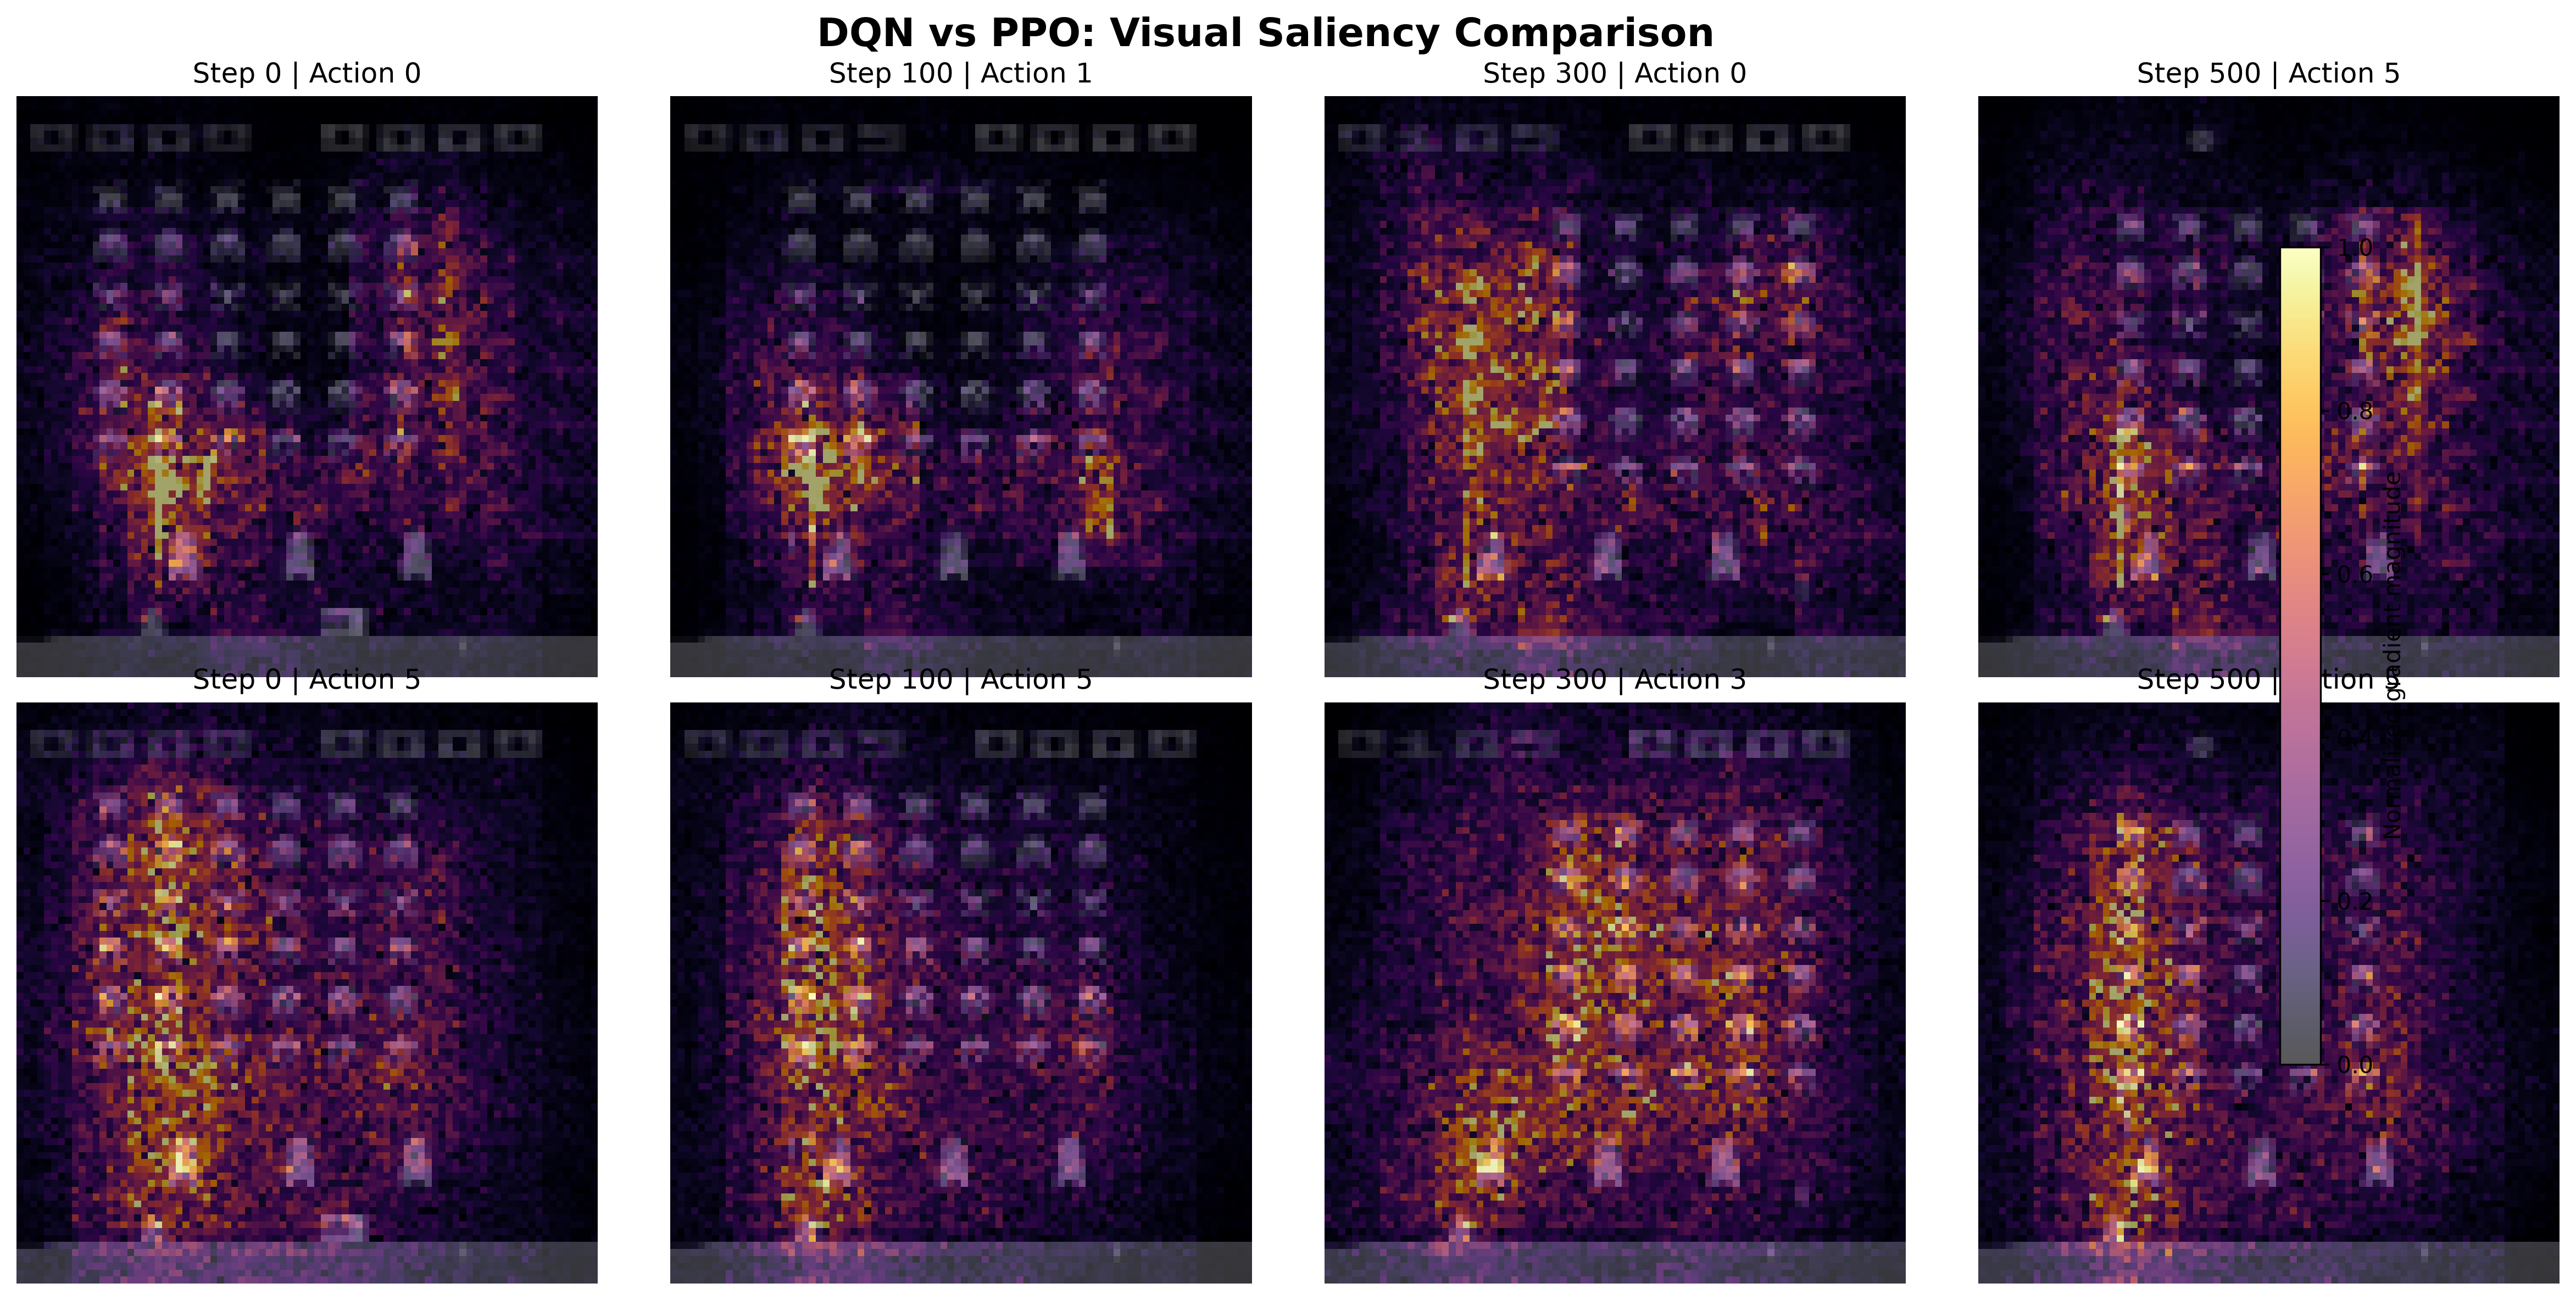 DQN vs PPO: Visual Saliency Comparison
Step 0 | Action 0
Step 100 | Action 1
Step 300 | Action 0
Step 500 | Action 5
1.0
0.8
0.6
0.2
0.0
gradient magnitude
Step 0 | Action 5
Step 100 | Action 5
Step 300 | Action 3
Step 500 |